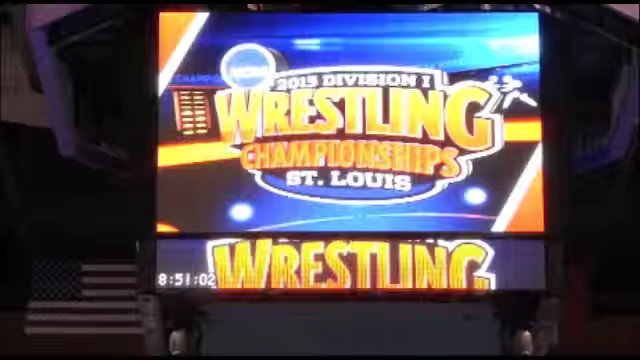 NCAA
2015 DIVISION I
WRESTLING
CHAMPIONSHIPS
ST. LOUIS
8:51:02
WRESTLING